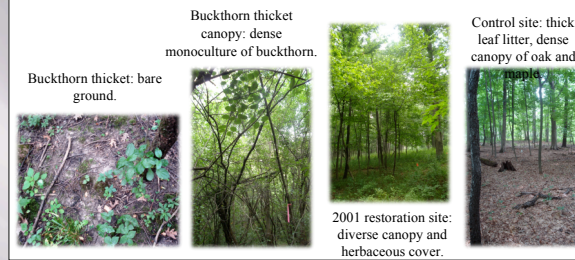 Buckthorn thicket: bare
ground.
Buckthorn thicket
canopy: dense
monoculture of buckthorn.
2001 restoration site:
diverse canopy and
herbaceous cover.
Control site: thick
leaf litter, dense
canopy of oak and
maple.